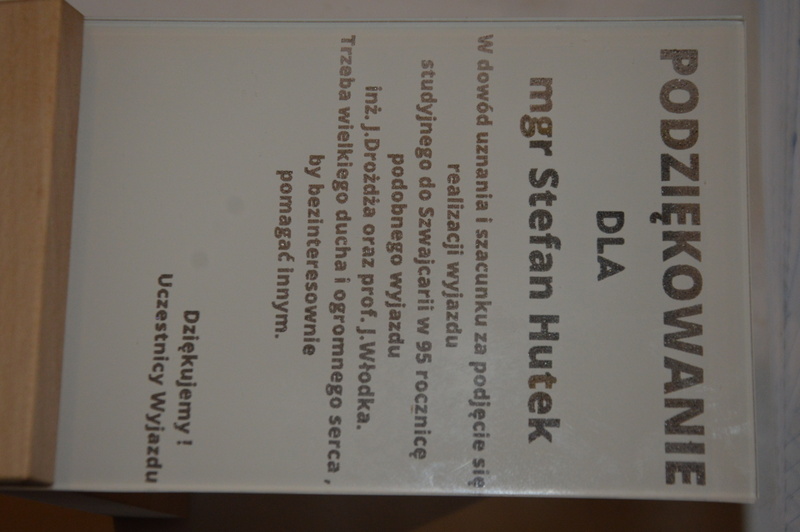 PODZIĘKOWANIE
DLA
mgr Stefan Hutek
W dowód uznania i szacunku za podjęcie się
realizacji wyjazdu
studyjnego do Szwajcarii w 95 rocznicę
podobnego wyjazdu
inż. J.Drożdża oraz prof. J.Włodka.
Trzeba wielkiego ducha i ogromnego serca ,
by bezinteresownie
pomagać innym.
Dziękujemy !
Uczestnicy Wyjazdu